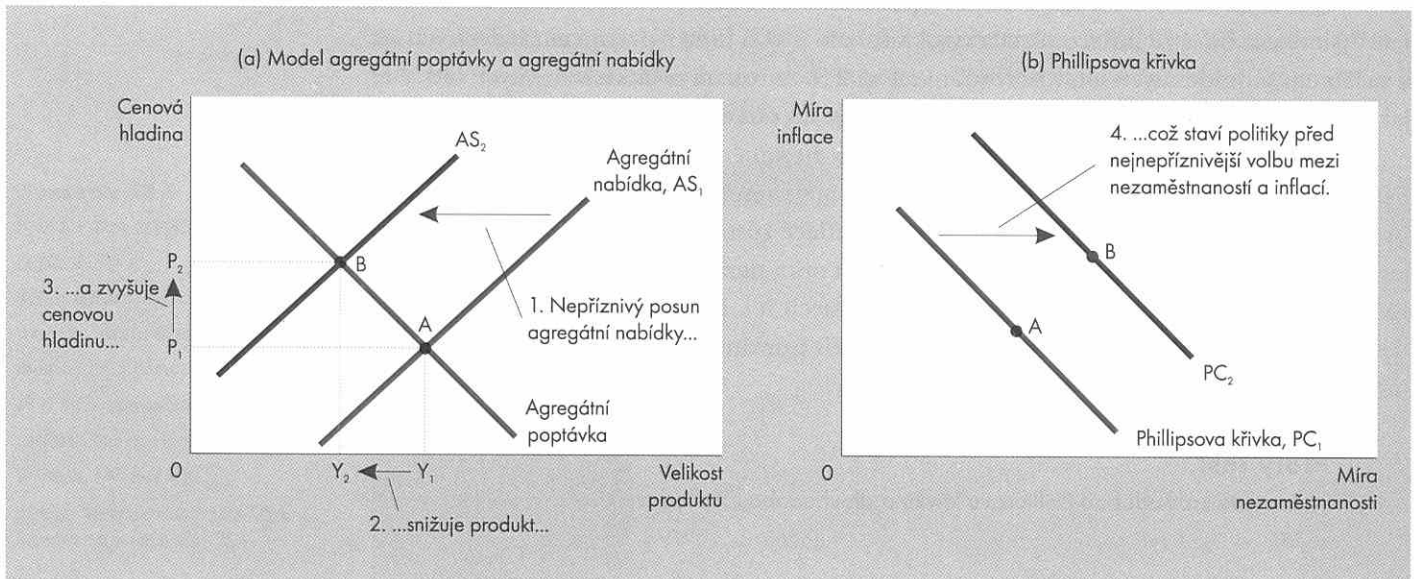 (a) Model agregátní poptávky a agregátní nabídky
Cenová
hladina
AS2
Agregátní
nabídka, AS1
P2
B
3. ...a zvyšuje
cenovou
hladinu...
1. Nepříznivý posun
agregátní nabídky...
A
P1
Agregátní
poptávka
0
Y2
Y1
Velikost
produktu
2. ...snižuje produkt...
(b) Phillipsova křivka
Míra
inflace
4. ...což staví politiky před
nejnepříznivější volbu mezi
nezaměstnaností a inflací.
B
A
PC2
Phillipsova křivka, PC1
0
Míra
nezaměstnanosti